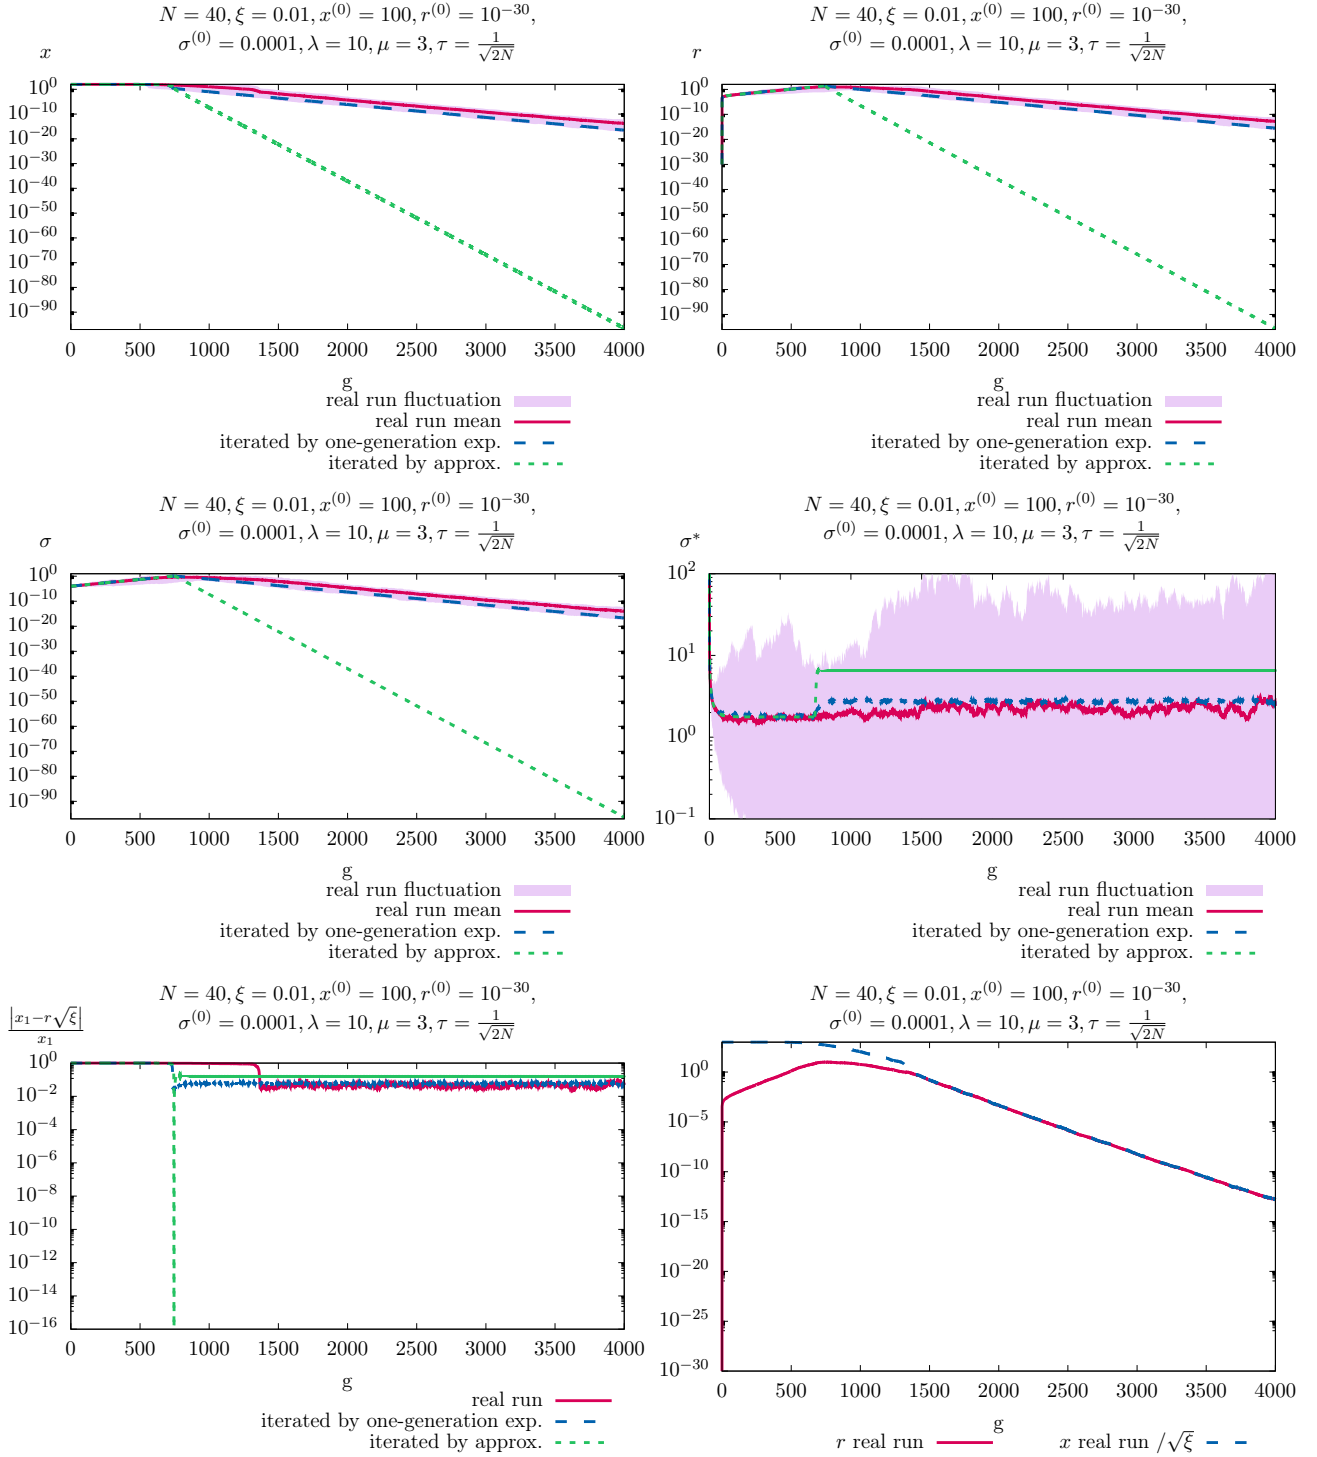 N = 40, ξ = 0.01, x^(0) = 100, r^(0) = 10^−30,
σ^(0) = 0.0001, λ = 10, μ = 3, τ = 1/√2N
x
10^0
10^−10
10^−20
10^−30
10^−40
10^−50
10^−60
10^−70
10^−80
10^−90
0 500 1000 1500 2000 2500 3000 3500 4000
g
real run fluctuation
real run mean
iterated by one-generation exp.
iterated by approx.
N = 40, ξ = 0.01, x^(0) = 100, r^(0) = 10^−30,
σ^(0) = 0.0001, λ = 10, μ = 3, τ = 1/√2N
r
10^0
10^−10
10^−20
10^−30
10^−40
10^−50
10^−60
10^−70
10^−80
10^−90
0 500 1000 1500 2000 2500 3000 3500 4000
g
real run fluctuation
real run mean
iterated by one-generation exp.
iterated by approx.
N = 40, ξ = 0.01, x^(0) = 100, r^(0) = 10^−30,
σ^(0) = 0.0001, λ = 10, μ = 3, τ = 1/√2N
σ
10^0
10^−10
10^−20
10^−30
10^−40
10^−50
10^−60
10^−70
10^−80
10^−90
0 500 1000 1500 2000 2500 3000 3500 4000
g
real run fluctuation
real run mean
iterated by one-generation exp.
iterated by approx.
N = 40, ξ = 0.01, x^(0) = 100, r^(0) = 10^−30,
σ^(0) = 0.0001, λ = 10, μ = 3, τ = 1/√2N
σ*
10^2
10^1
10^0
10^−1
0 500 1000 1500 2000 2500 3000 3500 4000
g
real run fluctuation
real run mean
iterated by one-generation exp.
iterated by approx.
N = 40, ξ = 0.01, x^(0) = 100, r^(0) = 10^−30,
σ^(0) = 0.0001, λ = 10, μ = 3, τ = 1/√2N
|x_1−r√ξ|/x_1
10^0
10^−2
10^−4
10^−6
10^−8
10^−10
10^−12
10^−14
10^−16
0 500 1000 1500 2000 2500 3000 3500 4000
g
real run
iterated by one-generation exp.
iterated by approx.
N = 40, ξ = 0.01, x^(0) = 100, r^(0) = 10^−30,
σ^(0) = 0.0001, λ = 10, μ = 3, τ = 1/√2N
10^0
10^−5
10^−10
10^−15
10^−20
10^−25
10^−30
0 500 1000 1500 2000 2500 3000 3500 4000
g
r real run x real run /√ξ